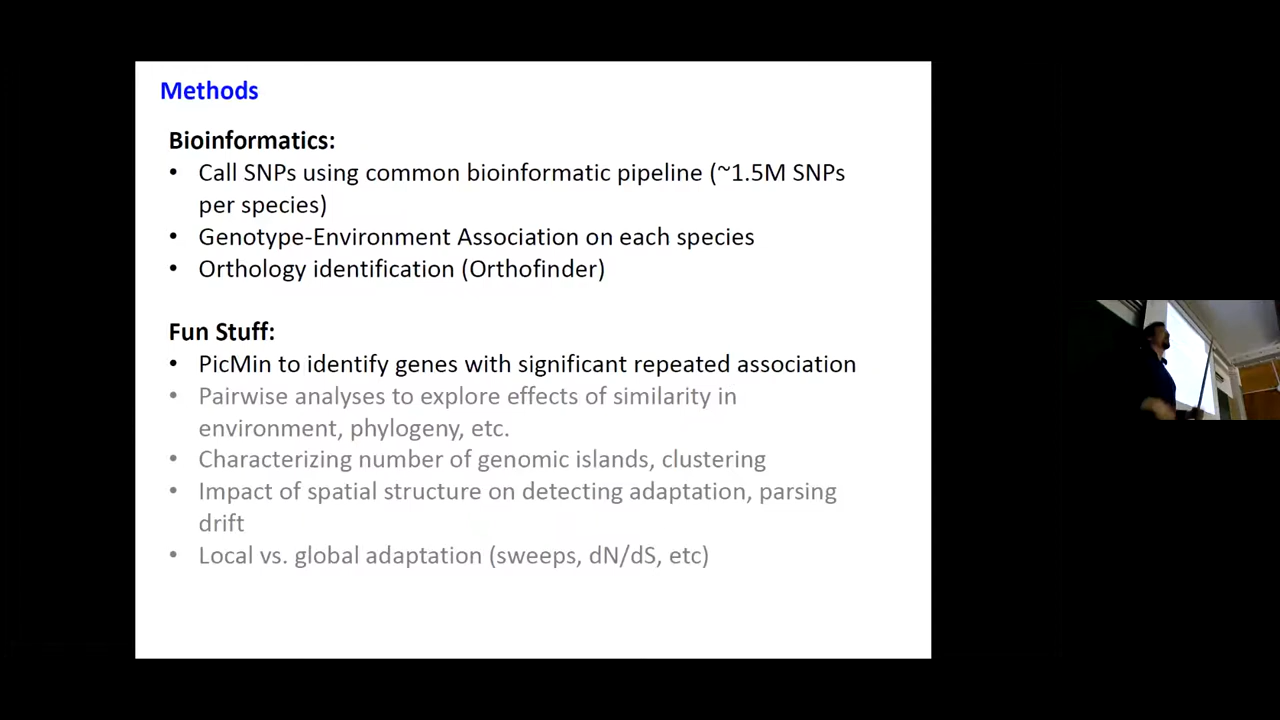 Methods
Bioinformatics:
• Call SNPs using common bioinformatic pipeline (~1.5M SNPs
per species)
• Genotype-Environment Association on each species
• Orthology identification (Orthofinder)
Fun Stuff:
• PicMin to identify genes with significant repeated association
• Pairwise analyses to explore effects of similarity in
environment, phylogeny, etc.
• Characterizing number of genomic islands, clustering
• Impact of spatial structure on detecting adaptation, parsing
drift
• Local vs. global adaptation (sweeps, dN/dS, etc)